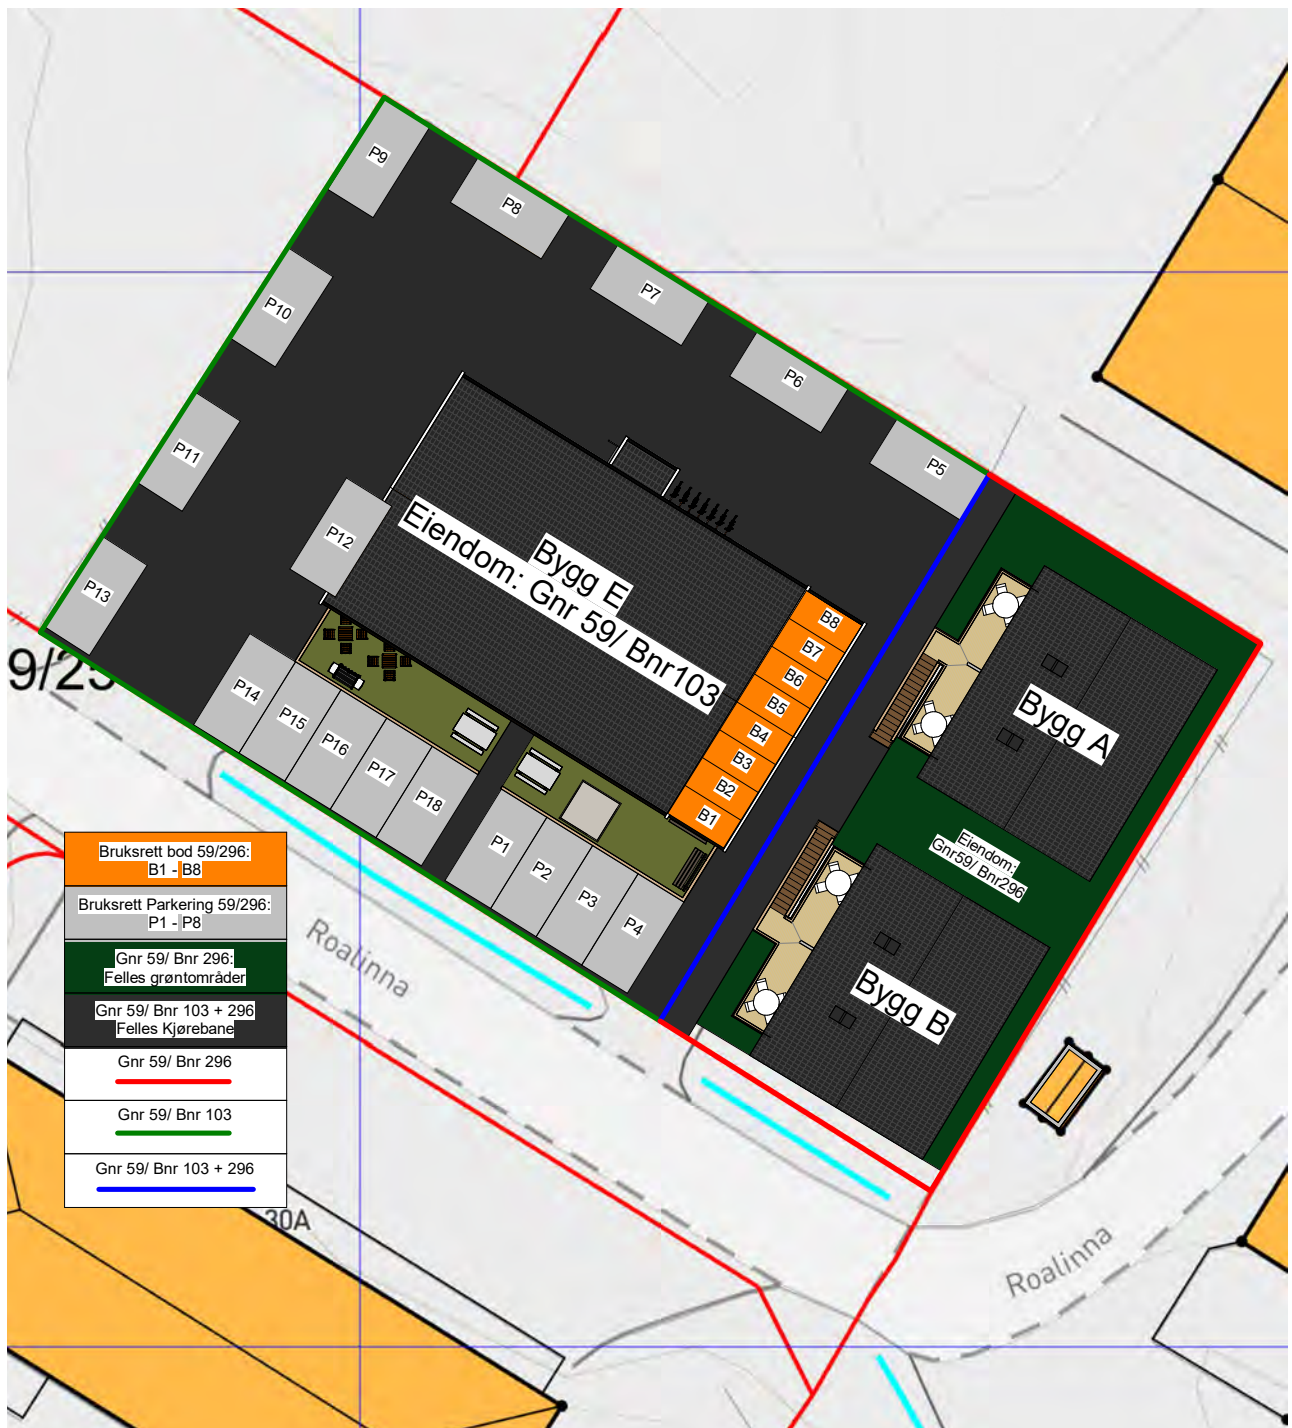 P9
P8
P7
P10
P6
P5
P11
P12
P13
Bygg E
Eiendom: Gnr 59/ Bnr103
B8
B7
B6
B5
B4
B3
B2
B1
9/25
P14
P15
P16
P17
P18
P1
P2
P3
P4
Bygg A
Eiendom:
Gnr59/ Bnr296
Bygg B
Roalinna
Roalinna
30A
Bruksrett bod 59/296:
B1 - B8
Bruksrett Parkering 59/296:
P1 - P8
Gnr 59/ Bnr 296:
Felles grøntområder
Gnr 59/ Bnr 103 + 296
Felles Kjørebane
Gnr 59/ Bnr 296
Gnr 59/ Bnr 103
Gnr 59/ Bnr 103 + 296